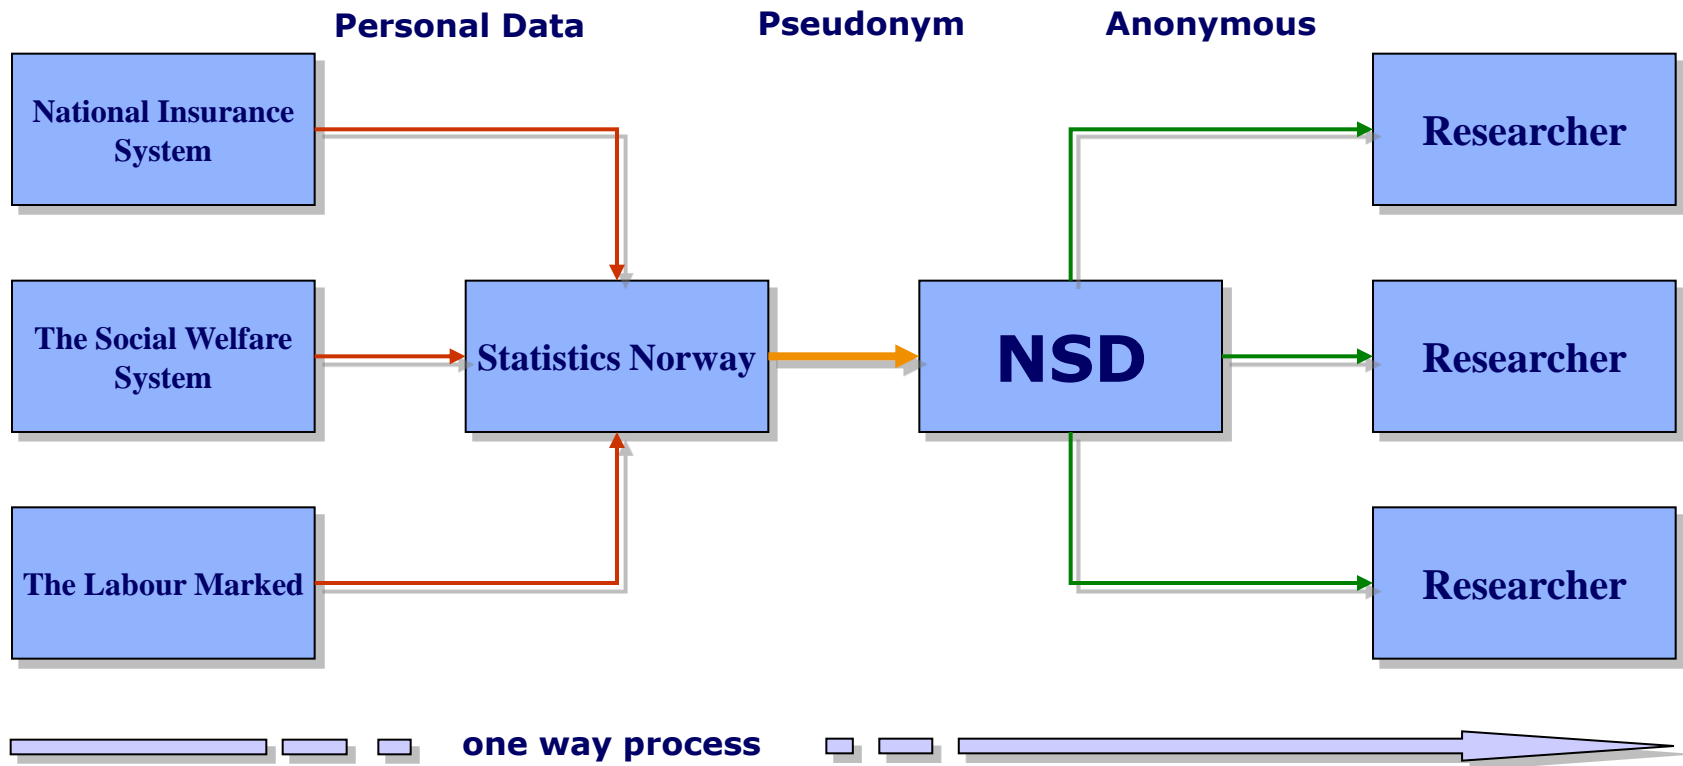 Personal Data
Pseudonym
Anonymous
National Insurance
System
Researcher
The Social Welfare
System
Statistics Norway
NSD
Researcher
The Labour Marked
Researcher
one way process